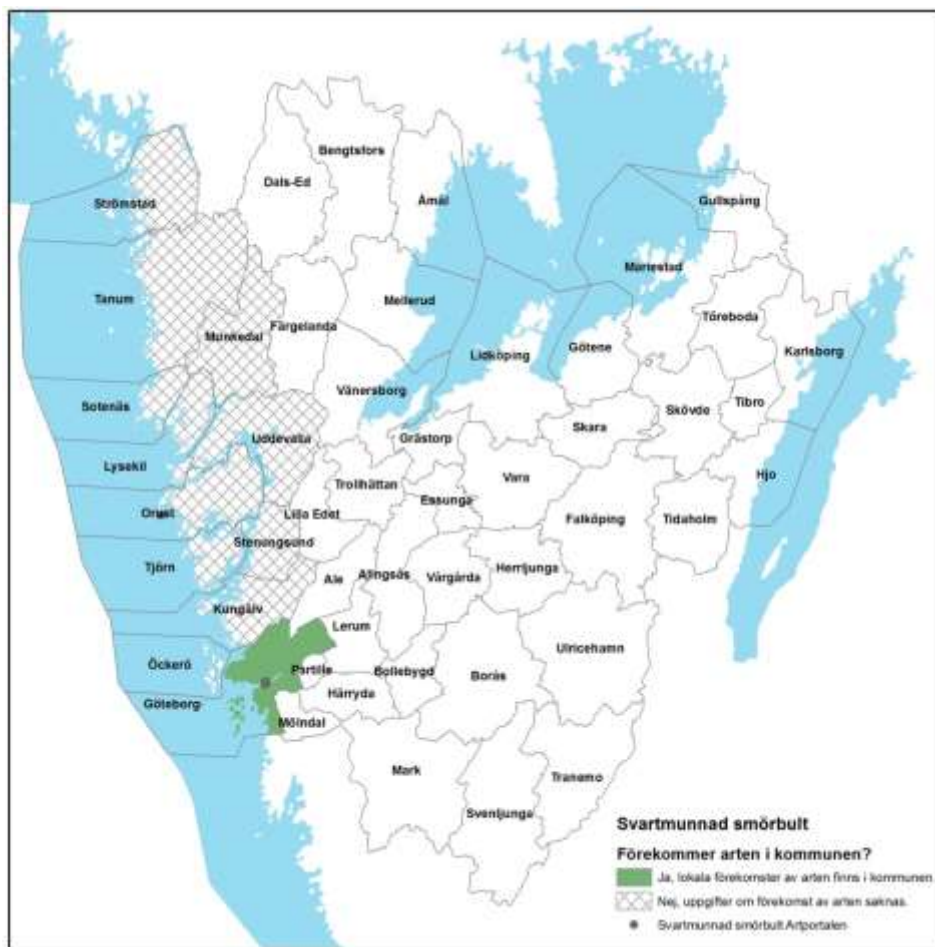 Bengtsfors
Dals-Ed
Åmål
Gullspång
Strömstad
Mariestad
Tanum
Mellerud
Töreboda
Munkedal
Färgelanda
Karlsborg
Lidköping
Götene
Vänersborg
Sotenäs
Tibro
Skövde
Skara
Uddevalla
Grästorp
Lysekil
Hjo
Vara
Trollhättan
Essunga
Orust
Lilla Edet
Falköping
Tidaholm
Stenungsund
Tjörn
Ale
Alingsås
Vårgårda
Herrljunga
Kungälv
Lerum
Ulricehamn
Öckerö
Partille
Bollebygd
Borås
Härryda
Göteborg
Mölndal
Mark
Tranemo
Svenljunga
Svartmunnad smörbult
Förekommer arten i kommunen?
Ja, lokala förekomster av arten finns i kommunen.
Nej, uppgifter om förekomst av arten saknas.
Svartmunnad smörbult Artportalen